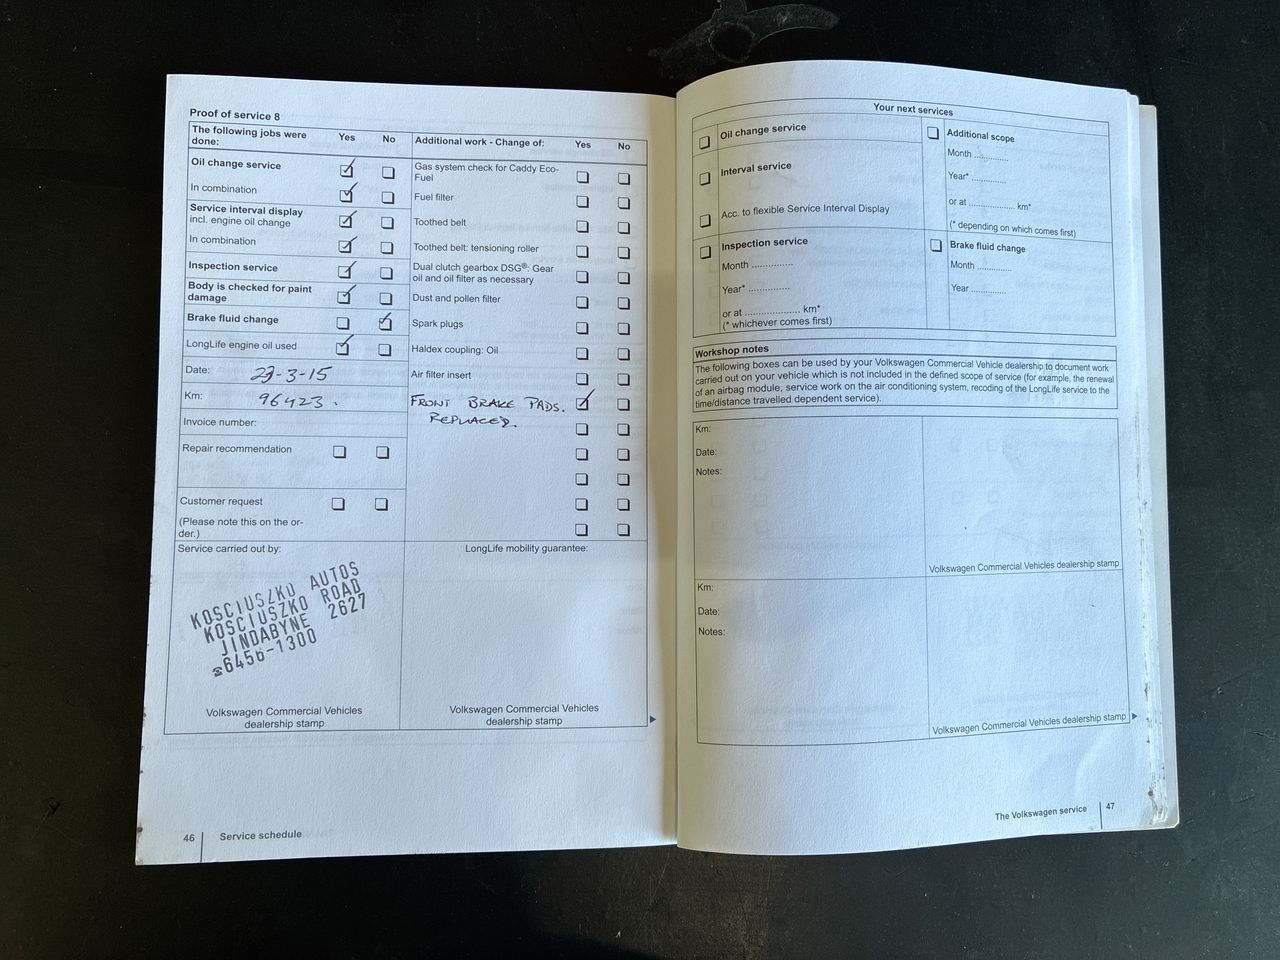 Proof of service 8
The following jobs were
done:
Yes
No
Oil change service
In combination
Service interval display
incl. engine oil change
In combination
Inspection service
Body is checked for paint
damage
Brake fluid change
LongLife engine oil used
Date: 23-3-15
Km: 96423.
Invoice number:
Repair recommendation
Customer request
(Please note this on the or-
der.)
Additional work - Change of:
Yes
No
Gas system check for Caddy Eco-
Fuel
Fuel filter
Toothed belt
Toothed belt: tensioning roller
Dual clutch gearbox DSG®: Gear
oil and oil filter as necessary
Dust and pollen filter
Spark plugs
Haldex coupling: Oil
Air filter insert
FRONT BRAKE PADS.
REPLACED.
Service carried out by:
KOSCIUSZKO AUTOS
KOSCIUSZKO ROAD
JINDABYNE 2627
☎6456-1300
Volkswagen Commercial Vehicles
dealership stamp
LongLife mobility guarantee:
Volkswagen Commercial Vehicles
dealership stamp
46
Service schedule
Your next services
Oil change service
Interval service
Acc. to flexible Service Interval Display
Inspection service
Month ..............
Year* ..............
or at ..................... km*
(* whichever comes first)
Additional scope
Month ............
Year* ............
or at ................. km*
(* depending on which comes first)
Brake fluid change
Month ............
Year ............
Workshop notes
The following boxes can be used by your Volkswagen Commercial Vehicle dealership to document work
carried out on your vehicle which is not included in the defined scope of service (for example, the renewal
of an airbag module, service work on the air conditioning system, recoding of the LongLife service to the
time/distance travelled dependent service).
Km:
Date:
Notes:
Volkswagen Commercial Vehicles dealership stamp
Km:
Date:
Notes:
Volkswagen Commercial Vehicles dealership stamp
The Volkswagen service
47